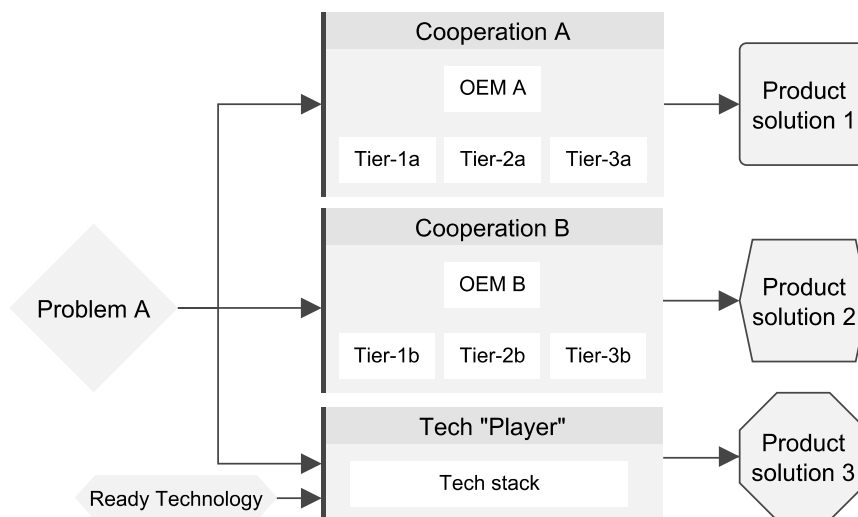 Cooperation A
OEM A
Tier-1a
Tier-2a
Tier-3a
Product
solution 1
Problem A
Cooperation B
OEM B
Tier-1b
Tier-2b
Tier-3b
Product
solution 2
Tech "Player"
Tech stack
Ready Technology
Product
solution 3